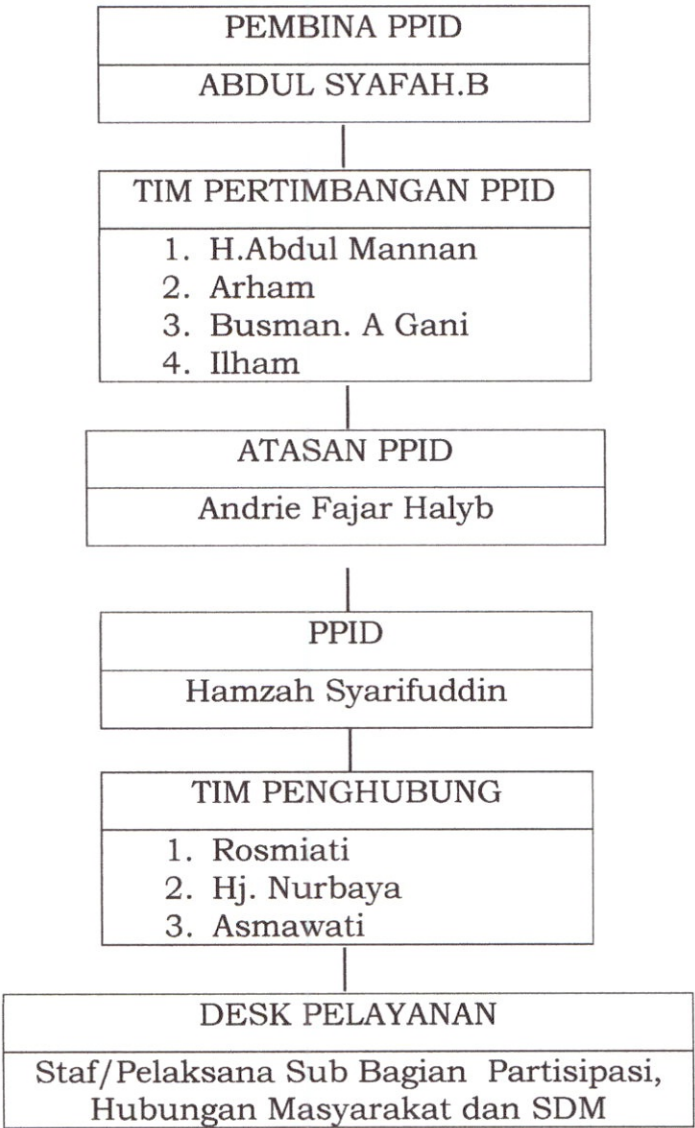 PEMBINA PPID
ABDUL SYAFAH.B
TIM PERTIMBANGAN PPID
1. H.Abdul Mannan
2. Arham
3. Busman. A Gani
4. Ilham
ATASAN PPID
Andrie Fajar Halyb
PPID
Hamzah Syarifuddin
TIM PENGHUBUNG
1. Rosmiati
2. Hj. Nurbaya
3. Asmawati
DESK PELAYANAN
Staf/Pelaksana Sub Bagian Partisipasi,
Hubungan Masyarakat dan SDM